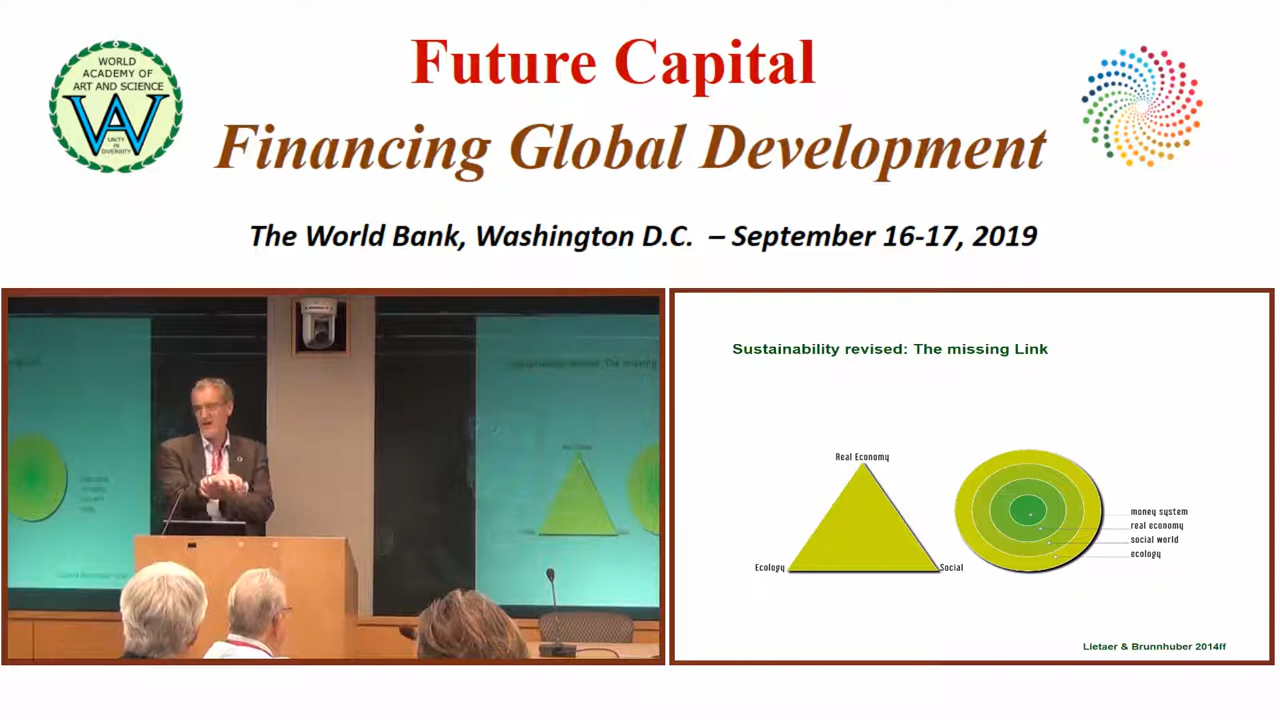 Future Capital
Financing Global Development
The World Bank, Washington D.C. – September 16-17, 2019
WORLD
ACADEMY OF
ART AND SCIENCE
WA
UNITY
IN
DIVERSITY
Sustainability revised: The missing Link
Real Economy
Ecology
Social
money system
real economy
social world
ecology
Lietaer & Brunnhuber 2014ff